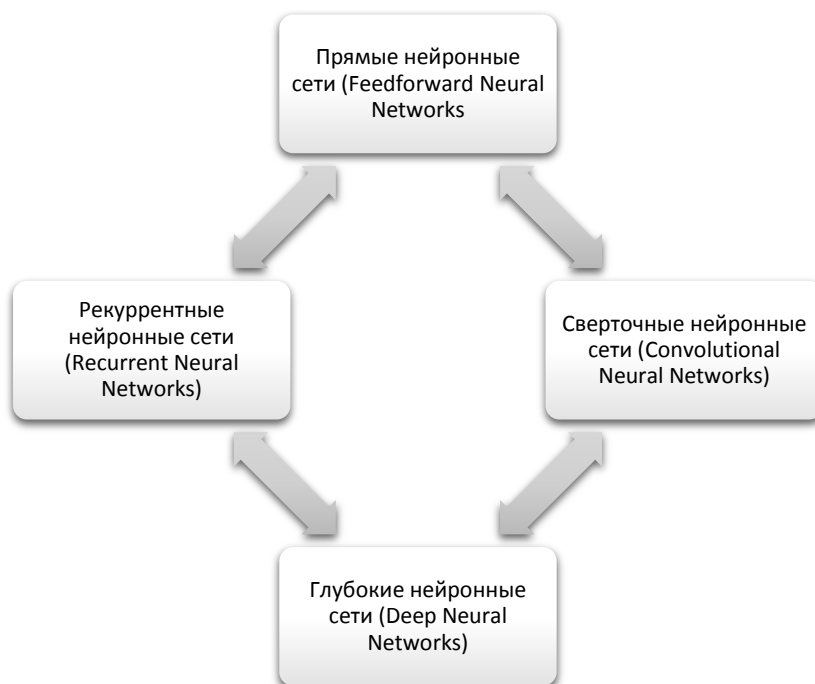 Прямые нейронные
сети (Feedforward Neural
Networks
Рекуррентные
нейронные сети
(Recurrent Neural
Networks)
Сверточные нейронные
сети (Convolutional
Neural Networks)
Глубокие нейронные
сети (Deep Neural
Networks)